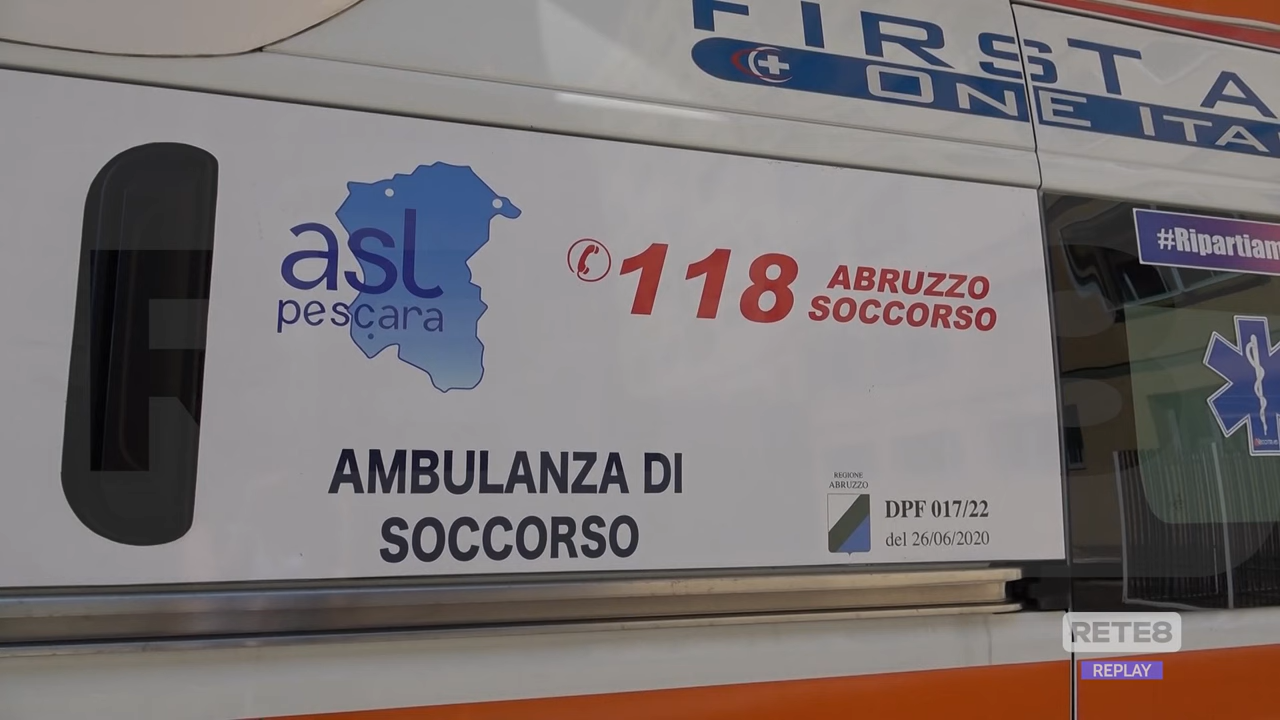 FIRST A
ONE ITA
#Ripartiam
asl
pescara
118 ABRUZZO
SOCCORSO
AMBULANZA DI
SOCCORSO
REGIONE
ABRUZZO
DPF 017/22
del 26/06/2020
RETE8
REPLAY